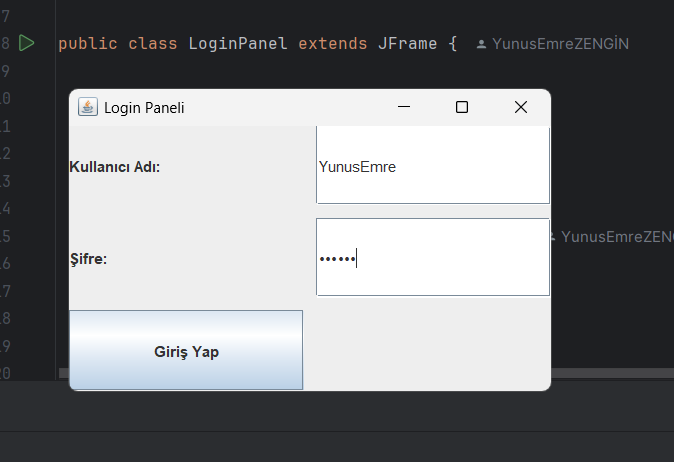 7
8 public class LoginPanel extends JFrame { YunusEmreZENGİN
9
10
Login Paneli
11
12
Kullanıcı Adı: YunusEmre
13
14
15 YunusEmreZEN
Şifre: ••••••
16
17
18
Giriş Yap
19
20